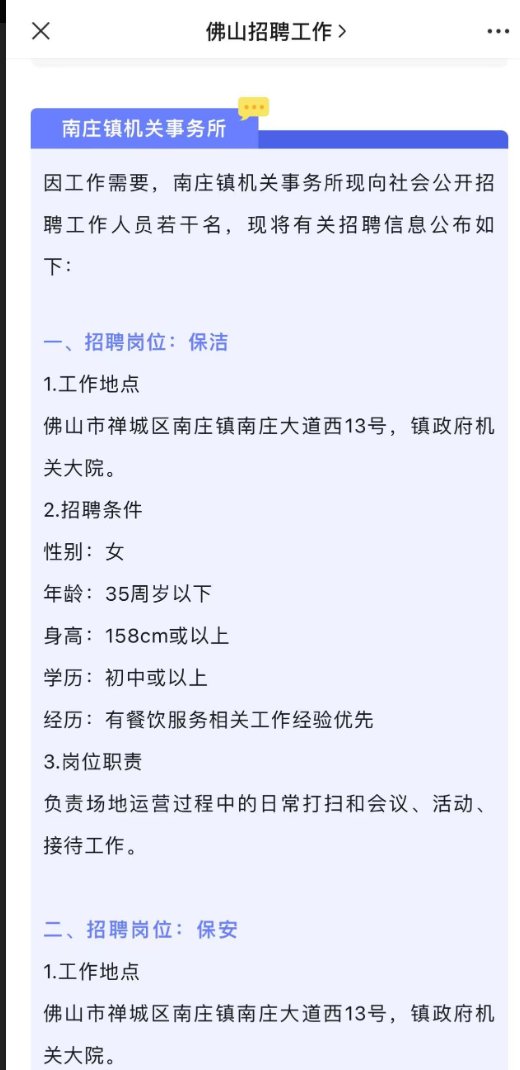 佛山招聘工作
南庄镇机关事务所
因工作需要，南庄镇机关事务所现向社会公开招
聘工作人员若干名，现将有关招聘信息公布如
下：
一、招聘岗位：保洁
1.工作地点
佛山市禅城区南庄镇南庄大道西13号，镇政府机
关大院。
2.招聘条件
性别：女
年龄：35周岁以下
身高：158cm或以上
学历：初中或以上
经历：有餐饮服务相关工作经验优先
3.岗位职责
负责场地运营过程中的日常打扫和会议、活动、
接待工作。
二、招聘岗位：保安
1.工作地点
佛山市禅城区南庄镇南庄大道西13号，镇政府机
关大院。